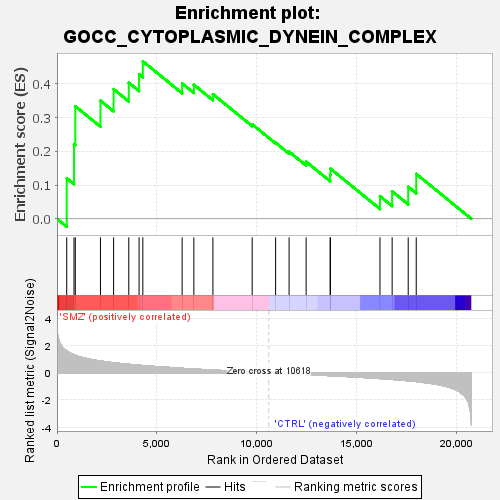 Enrichment plot:
GOCC_CYTOPLASMIC_DYNEIN_COMPLEX
Enrichment score (ES)
0.4
0.3
0.2
0.1
0.0
'SMZ' (positively correlated)
Ranked list metric (Signal2Noise)
4
2
0
-2
-4
Zero cross at 10618
'CTRL' (negatively correlated)
0
5,000
10,000
15,000
20,000
Rank in Ordered Dataset
Enrichment profile
Hits
Ranking metric scores